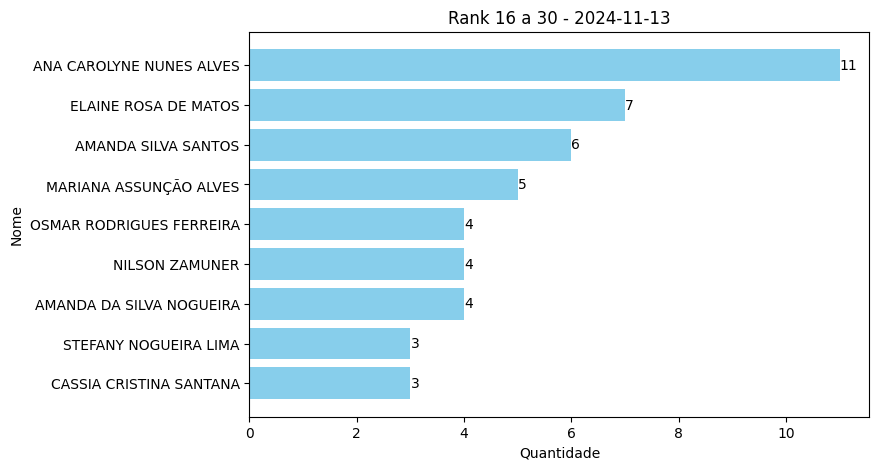 Rank 16 a 30 - 2024-11-13
Nome
ANA CAROLYNE NUNES ALVES 11
ELAINE ROSA DE MATOS 7
AMANDA SILVA SANTOS 6
MARIANA ASSUNÇÃO ALVES 5
OSMAR RODRIGUES FERREIRA 4
NILSON ZAMUNER 4
AMANDA DA SILVA NOGUEIRA 4
STEFANY NOGUEIRA LIMA 3
CASSIA CRISTINA SANTANA 3
0 2 4 6 8 10
Quantidade